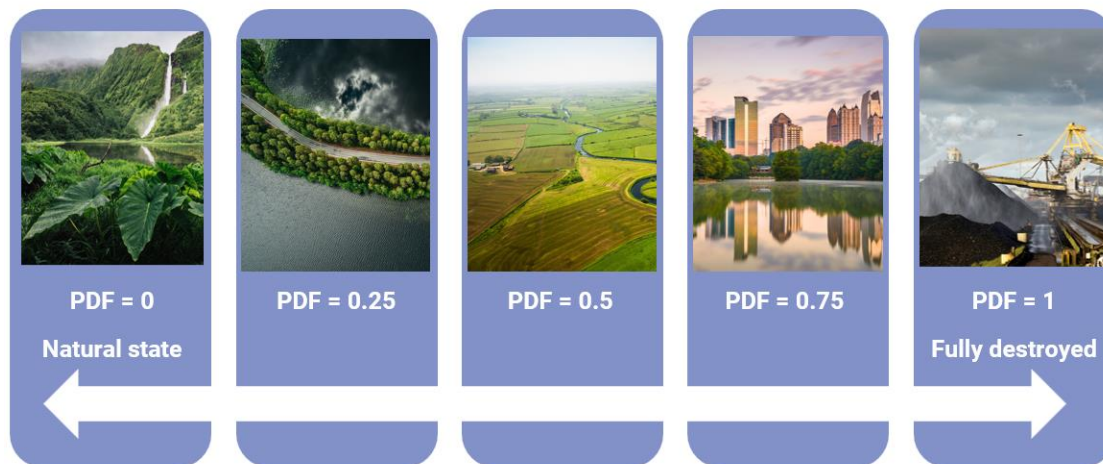 PDF = 0
PDF = 0.25
PDF = 0.5
PDF = 0.75
PDF = 1
Natural state
Fully destroyed